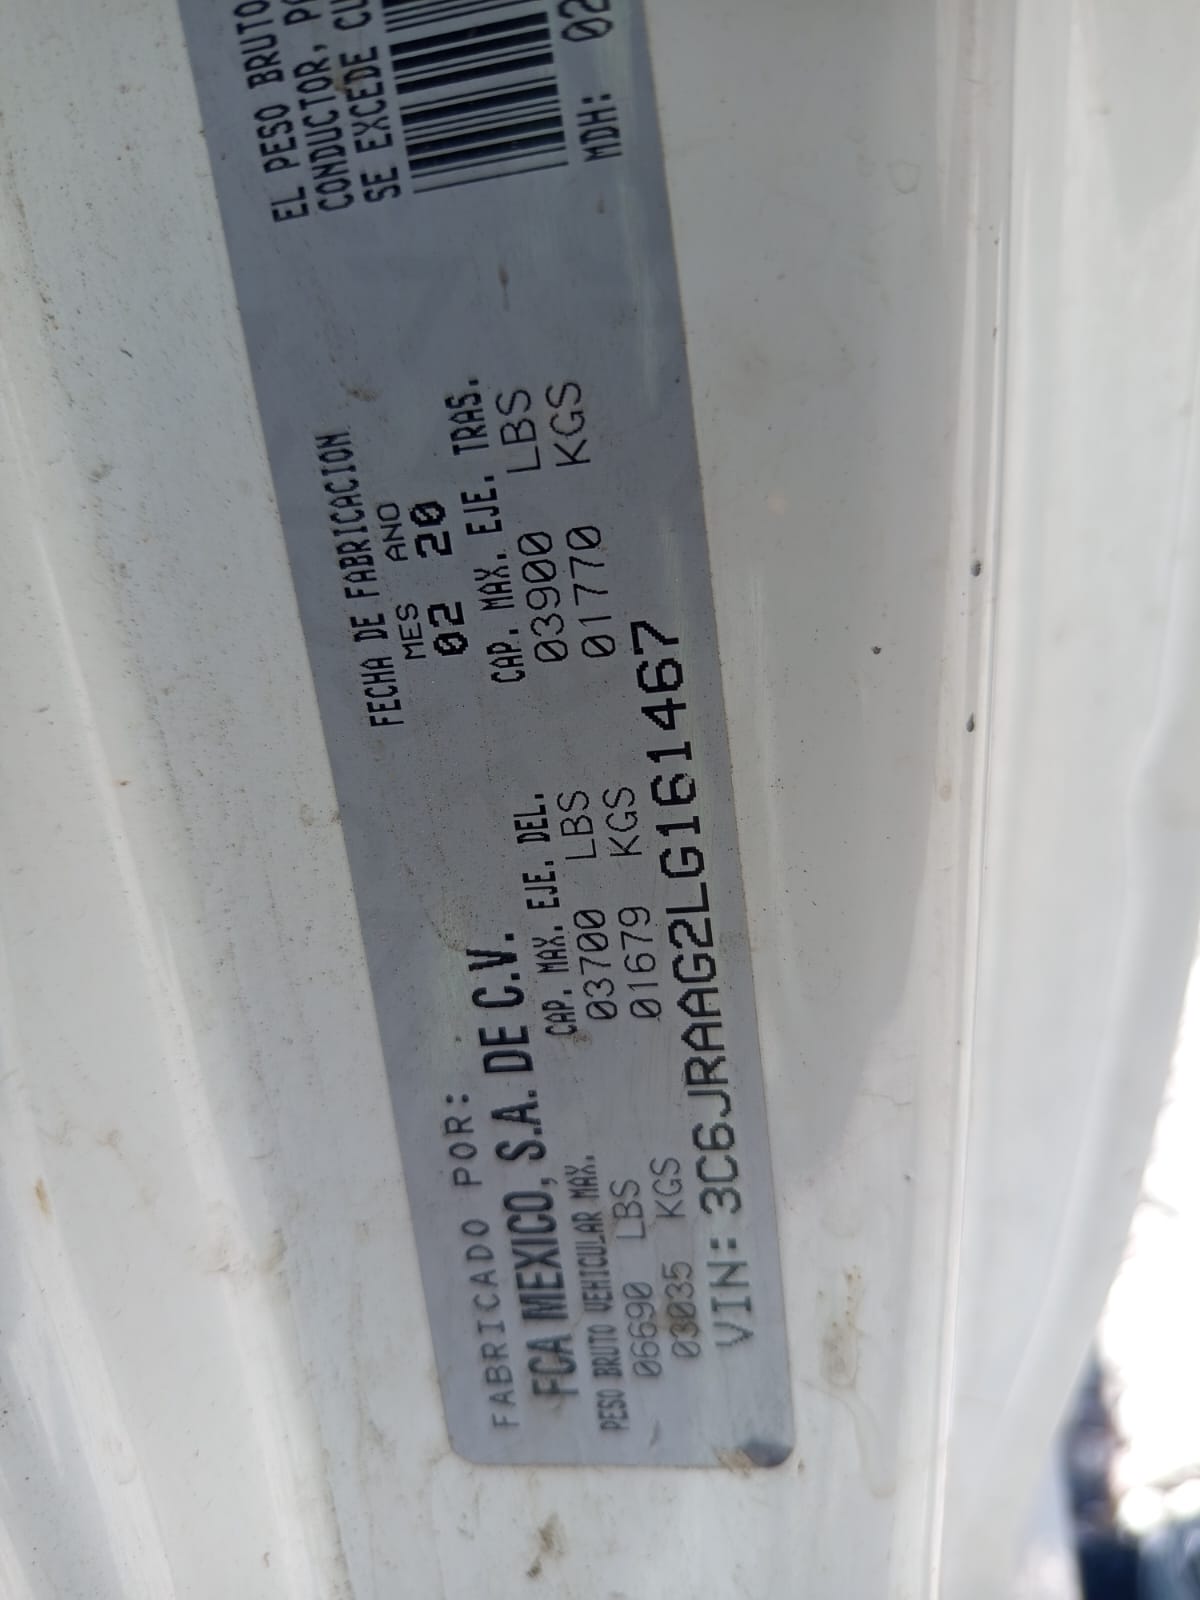 FABRICADO POR:
FCA MEXICO, S.A. DE C.V.
FECHA DE FABRICACION
MES ANO
02 20
PESO BRUTO VEHICULAR MAX.
06690 LBS
03035 KGS
CAP. MAX. EJE. DEL.
03700 LBS
01679 KGS
CAP. MAX. EJE. TRAS.
03900 LBS
01770 KGS
VIN: 3C6JRAAG2LG161467
EL PESO BRUTO
CONDUCTOR,
SE EXCEDE
MDH: 02